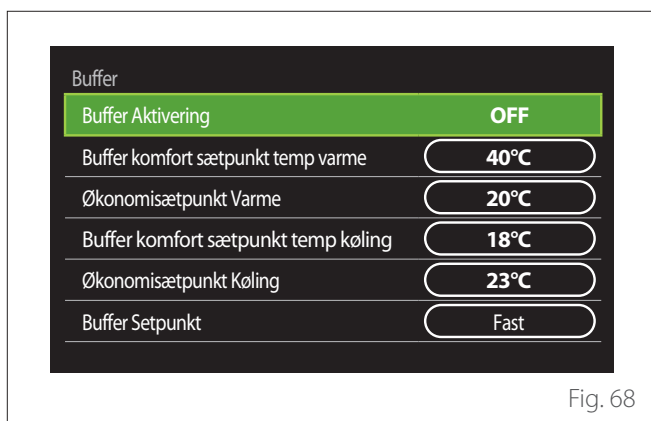 Buffer
Buffer Aktivering OFF
Buffer komfort sætpunkt temp varme 40°C
Økonomisætpunkt Varme 20°C
Buffer komfort sætpunkt temp køling 18°C
Økonomisætpunkt Køling 23°C
Buffer Setpunkt Fast
Fig. 68